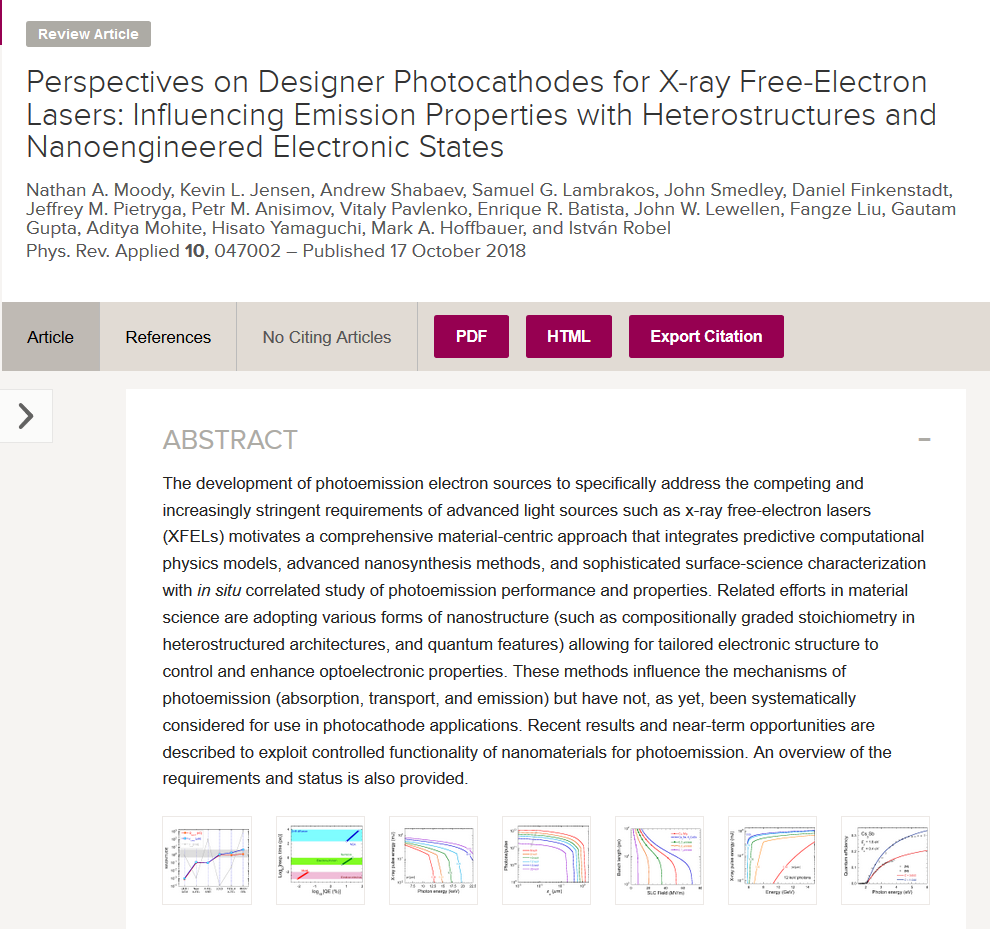 Review Article
Perspectives on Designer Photocathodes for X-ray Free-Electron
Lasers: Influencing Emission Properties with Heterostructures and
Nanoengineered Electronic States
Nathan A. Moody, Kevin L. Jensen, Andrew Shabaev, Samuel G. Lambrakos, John Smedley, Daniel Finkenstadt,
Jeffrey M. Pietryga, Petr M. Anisimov, Vitaly Pavlenko, Enrique R. Batista, John W. Lewellen, Fangze Liu, Gautam
Gupta, Aditya Mohite, Hisato Yamaguchi, Mark A. Hoffbauer, and István Robel
Phys. Rev. Applied 10, 047002 – Published 17 October 2018
Article References No Citing Articles PDF HTML Export Citation
ABSTRACT
The development of photoemission electron sources to specifically address the competing and
increasingly stringent requirements of advanced light sources such as x-ray free-electron lasers
(XFELs) motivates a comprehensive material-centric approach that integrates predictive computational
physics models, advanced nanosynthesis methods, and sophisticated surface-science characterization
with in situ correlated study of photoemission performance and properties. Related efforts in material
science are adopting various forms of nanostructure (such as compositionally graded stoichiometry in
heterostructured architectures, and quantum features) allowing for tailored electronic structure to
control and enhance optoelectronic properties. These methods influence the mechanisms of
photoemission (absorption, transport, and emission) but have not, as yet, been systematically
considered for use in photocathode applications. Recent results and near-term opportunities are
described to exploit controlled functionality of nanomaterials for photoemission. An overview of the
requirements and status is also provided.
Photon energy (keV)
SLC Field (MV/m)
Energy (GeV)
Photon energy (eV)